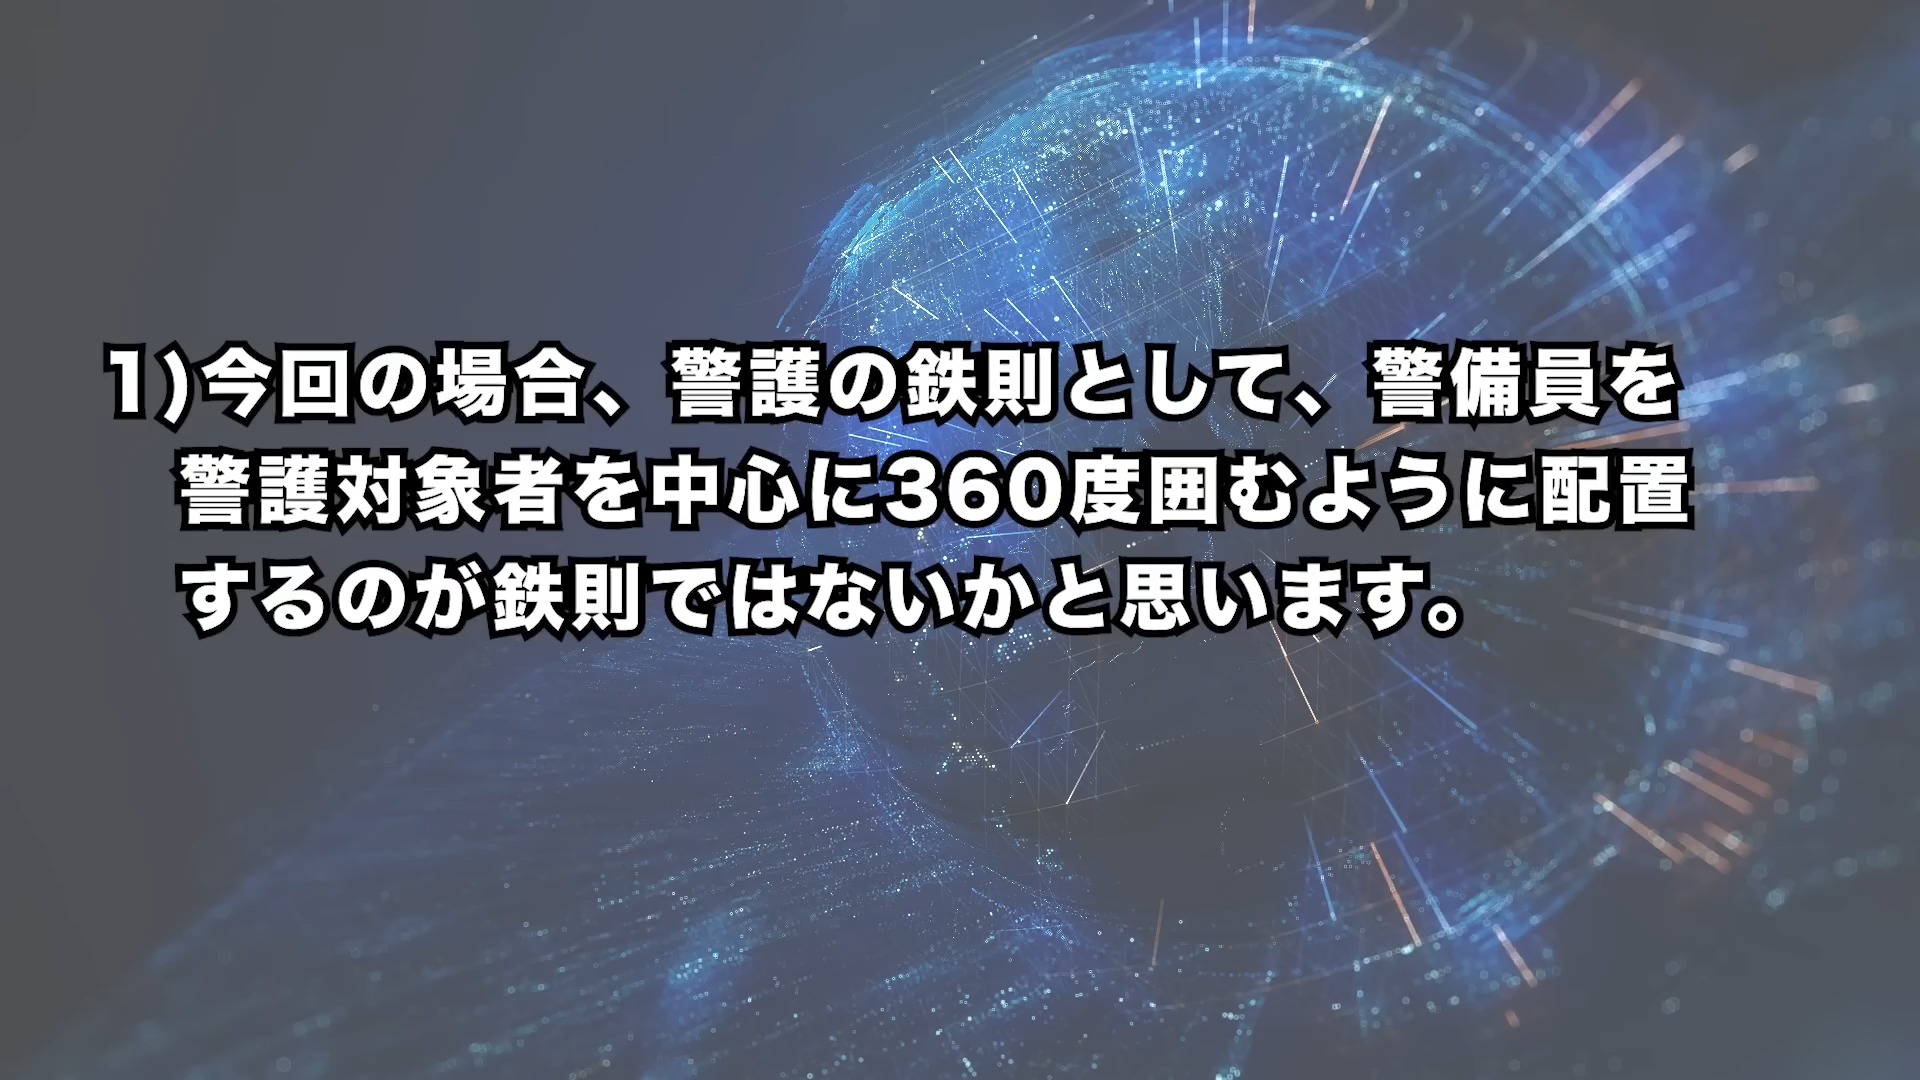 1)今回の場合、警護の鉄則として、警備員を
警護対象者を中心に360度囲むように配置
するのが鉄則ではないかと思います。